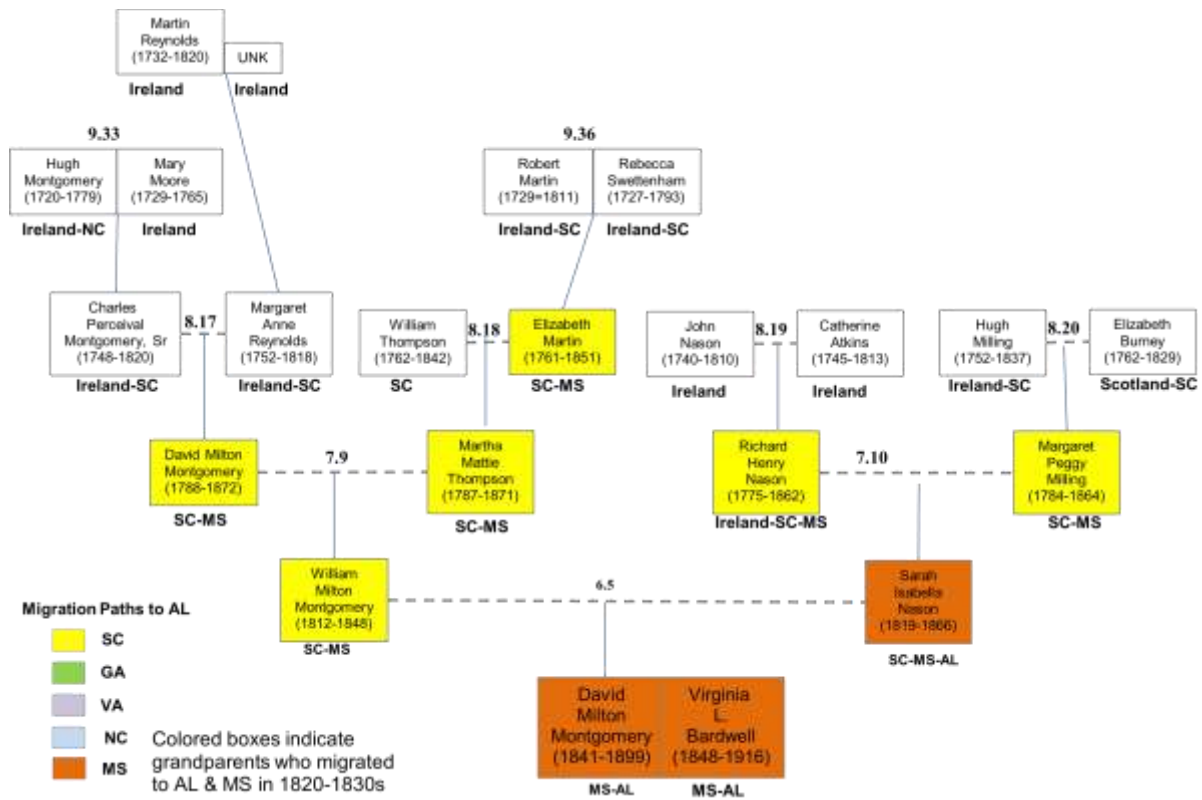 Martin
Reynolds
(1732-1820)
UNK
Ireland
Ireland
9.33
Hugh
Montgomery
(1720-1779)
Mary
Moore
(1729-1765)
Ireland-NC
Ireland
9.36
Robert
Martin
(1729=1811)
Rebecca
Swettenham
(1727-1793)
Ireland-SC
Ireland-SC
Charles
Perceival
Montgomery, Sr
(1748-1820)
8.17
Margaret
Anne
Reynolds
(1752-1818)
Ireland-SC
Ireland-SC
William
Thompson
(1762-1842)
8.18
Elizabeth
Martin
(1761-1851)
SC
SC-MS
John
Nason
(1740-1810)
8.19
Catherine
Atkins
(1745-1813)
Ireland
Ireland
Hugh
Milling
(1752-1837)
8.20
Elizabeth
Burney
(1762-1829)
Ireland-SC
Scotland-SC
David Milton
Montgomery
(1788-1872)
7.9
Martha
Mattie
Thompson
(1787-1871)
SC-MS
SC-MS
Richard
Henry
Nason
(1775-1862)
7.10
Margaret
Peggy
Milling
(1784-1864)
Ireland-SC-MS
SC-MS
William
Milton
Montgomery
(1812-1848)
6.5
Sarah
Isabella
Nason
(1819-1866)
SC-MS
SC-MS-AL
David
Milton
Montgomery
(1841-1899)
Virginia
L.
Bardwell
(1848-1916)
MS-AL
MS-AL
Migration Paths to AL
SC
GA
VA
NC
MS
Colored boxes indicate
grandparents who migrated
to AL & MS in 1820-1830s